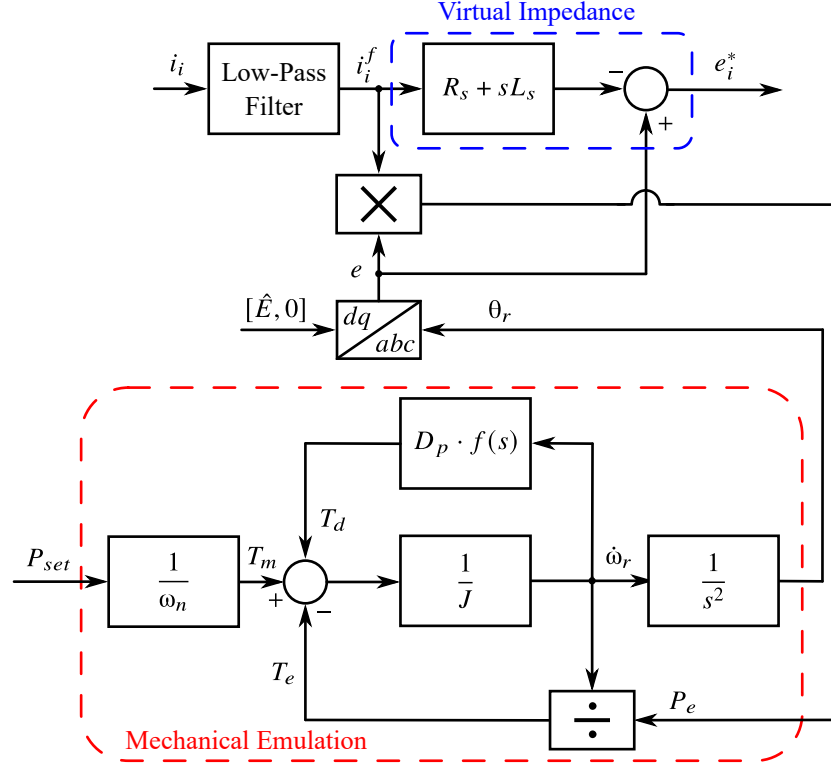 Virtual Impedance
i_i
Low-Pass
Filter
i_i^f
R_s + sL_s
−
e_i^*
+
×
e
[Ê, 0]
dq
abc
θ_r
D_p · f(s)
T_d
P_set
1
ω_n
T_m
+
−
1
J
ω̇_r
1
s^2
T_e
÷
P_e
Mechanical Emulation